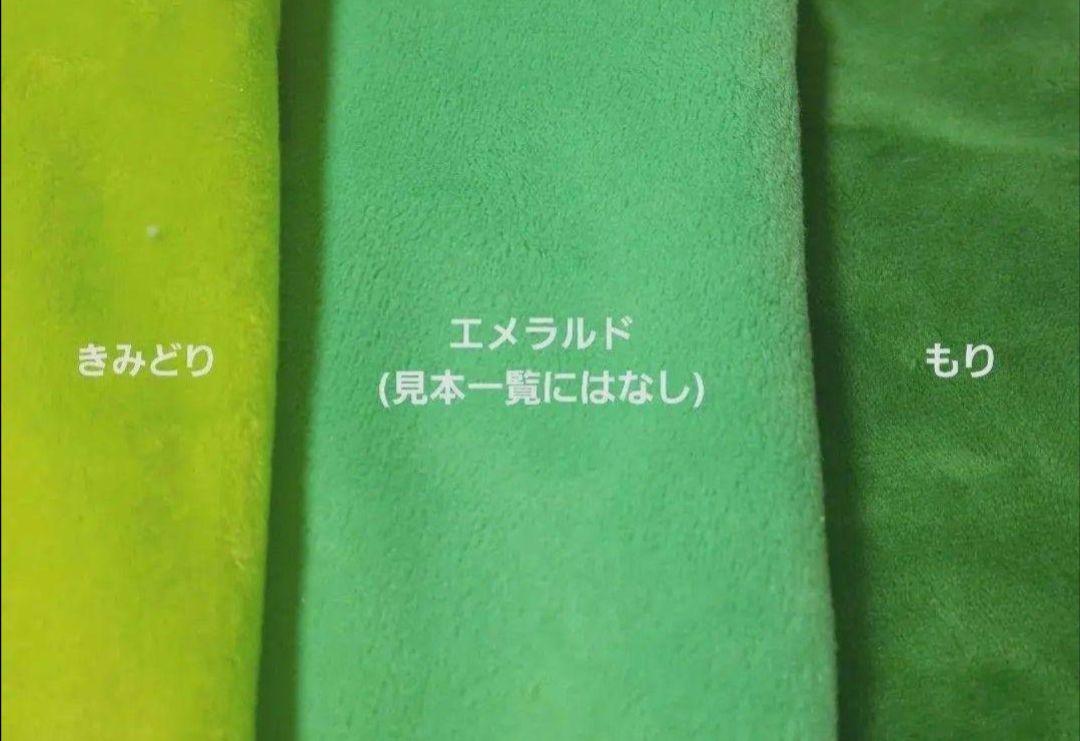 きみどり
エメラルド
(見本一覧にはなし)
もり